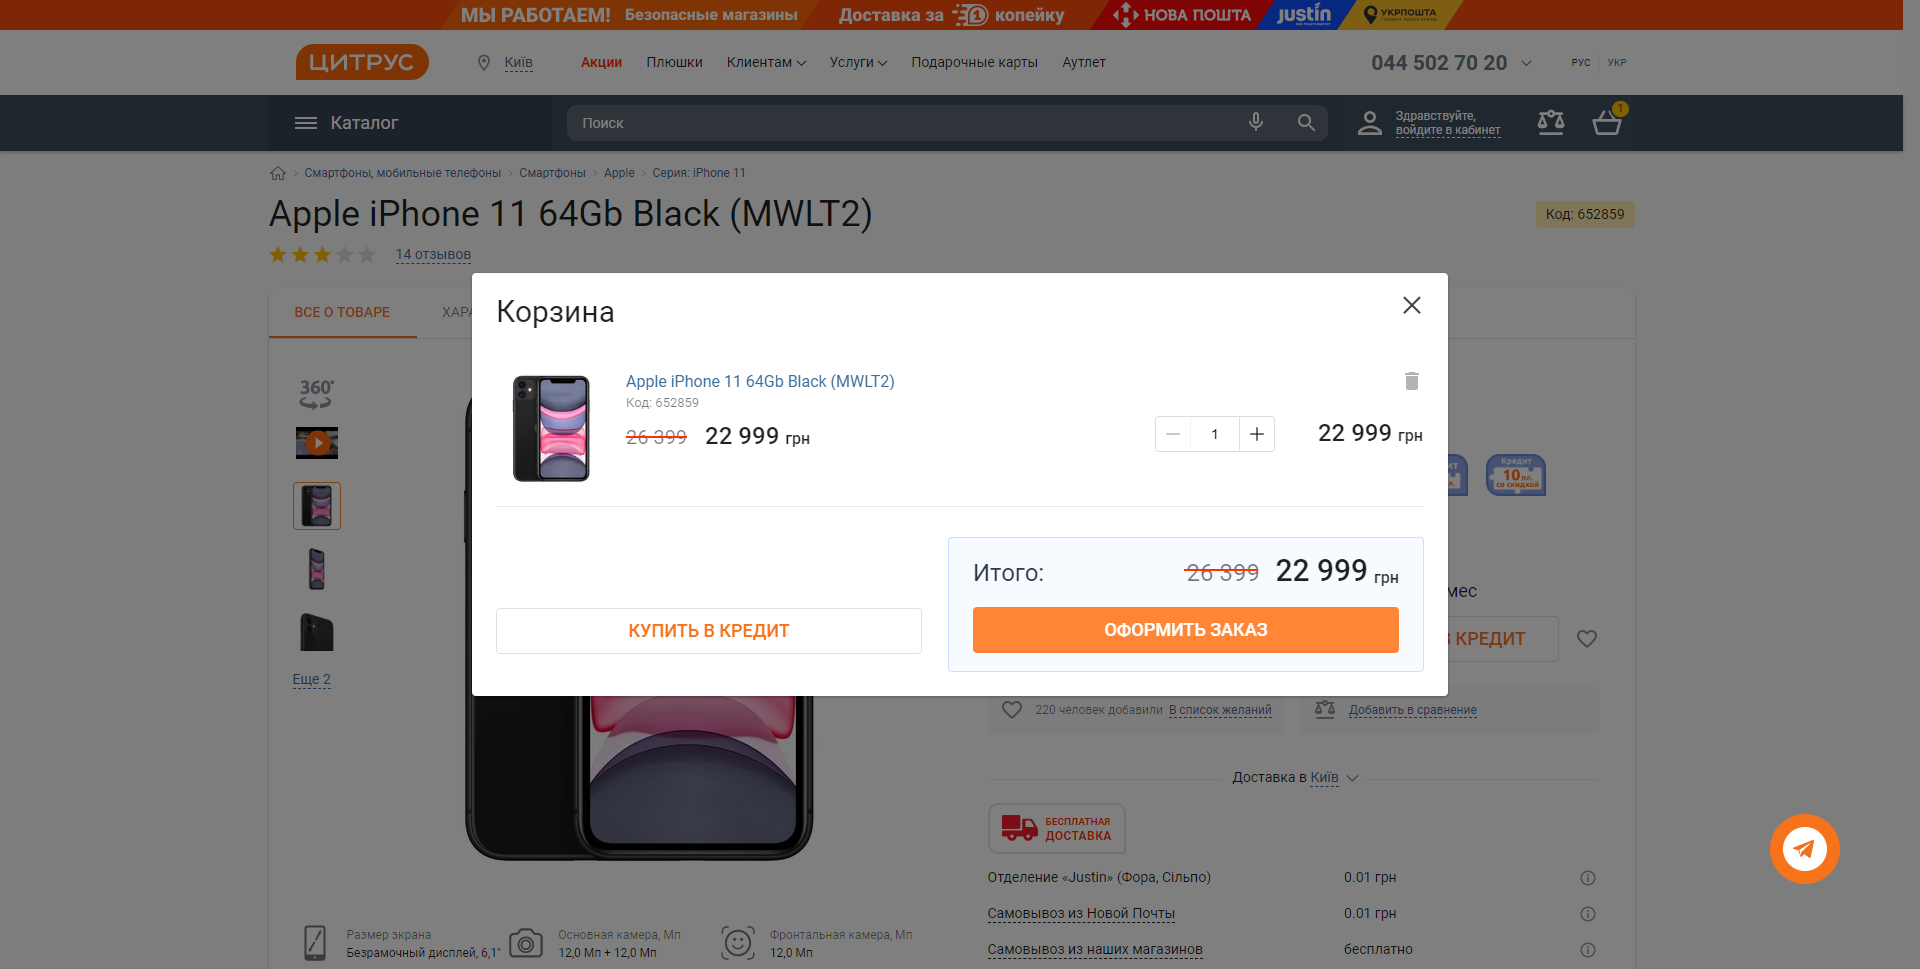 МЫ РАБОТАЕМ! Безопасные магазины Доставка за 1 копейку НОВА ПОШТА justin УКРПОШТА
ЦИТРУС Київ Акции Плюшки Клиентам Услуги Подарочные карты Аутлет 044 502 70 20 РУС УКР
Каталог Поиск Здравствуйте, 1
войдите в кабинет
Смартфоны, мобильные телефоны Смартфоны Apple Серия: iPhone 11
Apple iPhone 11 64Gb Black (MWLT2) Код: 652859
14 отзывов
ВСЕ О ТОВАРЕ ХАРА
Корзина
360°
Apple iPhone 11 64Gb Black (MWLT2)
Код: 652859
26 399 22 999 грн 1 22 999 грн
Кредит
10 пл.
со скидкой
Итого: 26 399 22 999 грн
мес
КУПИТЬ В КРЕДИТ ОФОРМИТЬ ЗАКАЗ
В КРЕДИТ
Еще 2
220 человек добавили В список желаний Добавить в сравнение
Доставка в Київ
БЕСПЛАТНАЯ
ДОСТАВКА
Отделение «Justin» (Фора, Сільпо) 0.01 грн
Самовывоз из Новой Почты 0.01 грн
Самовывоз из наших магазинов бесплатно
Размер экрана Основная камера, Мп Фронтальная камера, Мп
Безрамочный дисплей, 6,1" 12,0 Мп + 12,0 Мп 12,0 Мп